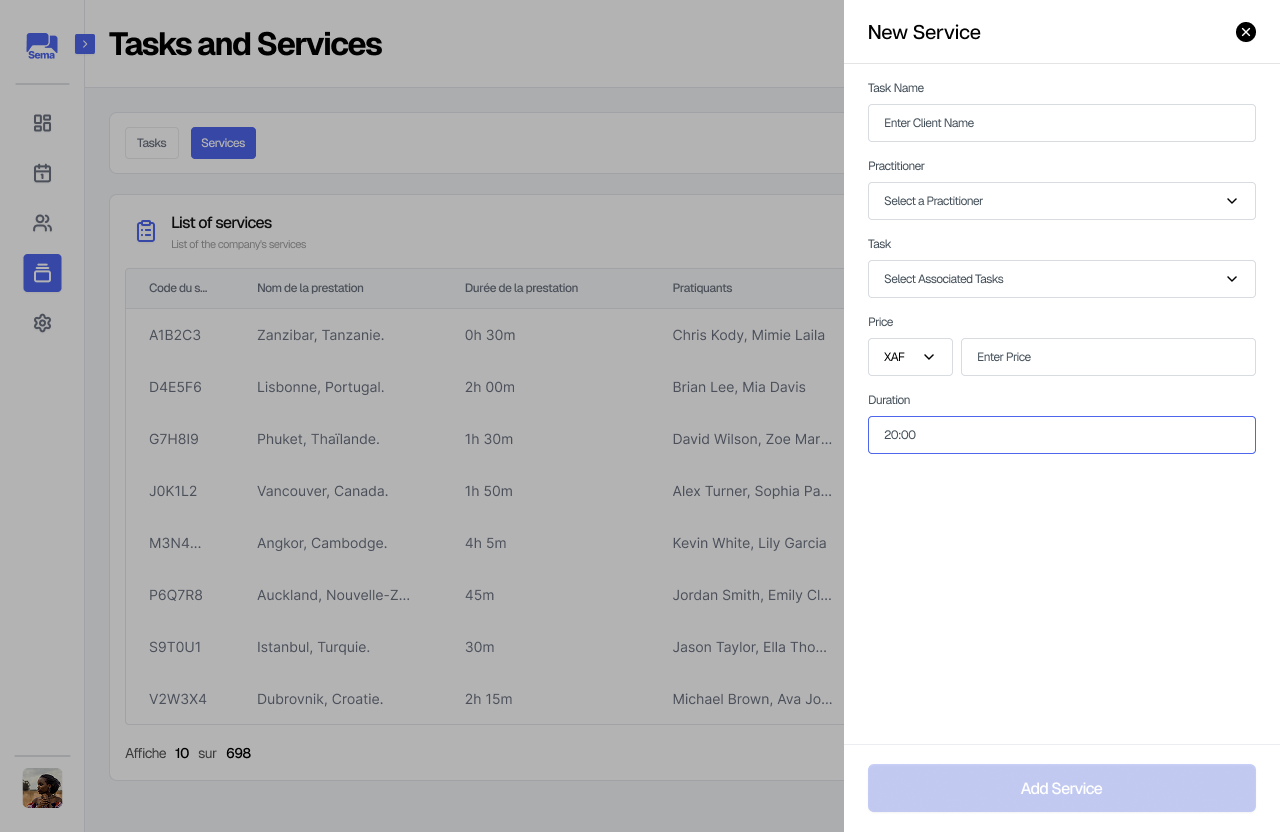 Sema
Tasks and Services
Tasks
Services
List of services
List of the company's services
Code du s...
Nom de la prestation
Durée de la prestation
Pratiquants
A1B2C3
Zanzibar, Tanzanie.
0h 30m
Chris Kody, Mimie Laila
D4E5F6
Lisbonne, Portugal.
2h 00m
Brian Lee, Mia Davis
G7H8I9
Phuket, Thaïlande.
1h 30m
David Wilson, Zoe Mar...
J0K1L2
Vancouver, Canada.
1h 50m
Alex Turner, Sophia Pa...
M3N4...
Angkor, Cambodge.
4h 5m
Kevin White, Lily Garcia
P6Q7R8
Auckland, Nouvelle-Z...
45m
Jordan Smith, Emily Cl...
S9T0U1
Istanbul, Turquie.
30m
Jason Taylor, Ella Tho...
V2W3X4
Dubrovnik, Croatie.
2h 15m
Michael Brown, Ava Jo...
Affiche 10 sur 698
New Service
Task Name
Enter Client Name
Practitioner
Select a Practitioner
Task
Select Associated Tasks
Price
XAF
Enter Price
Duration
20:00
Add Service